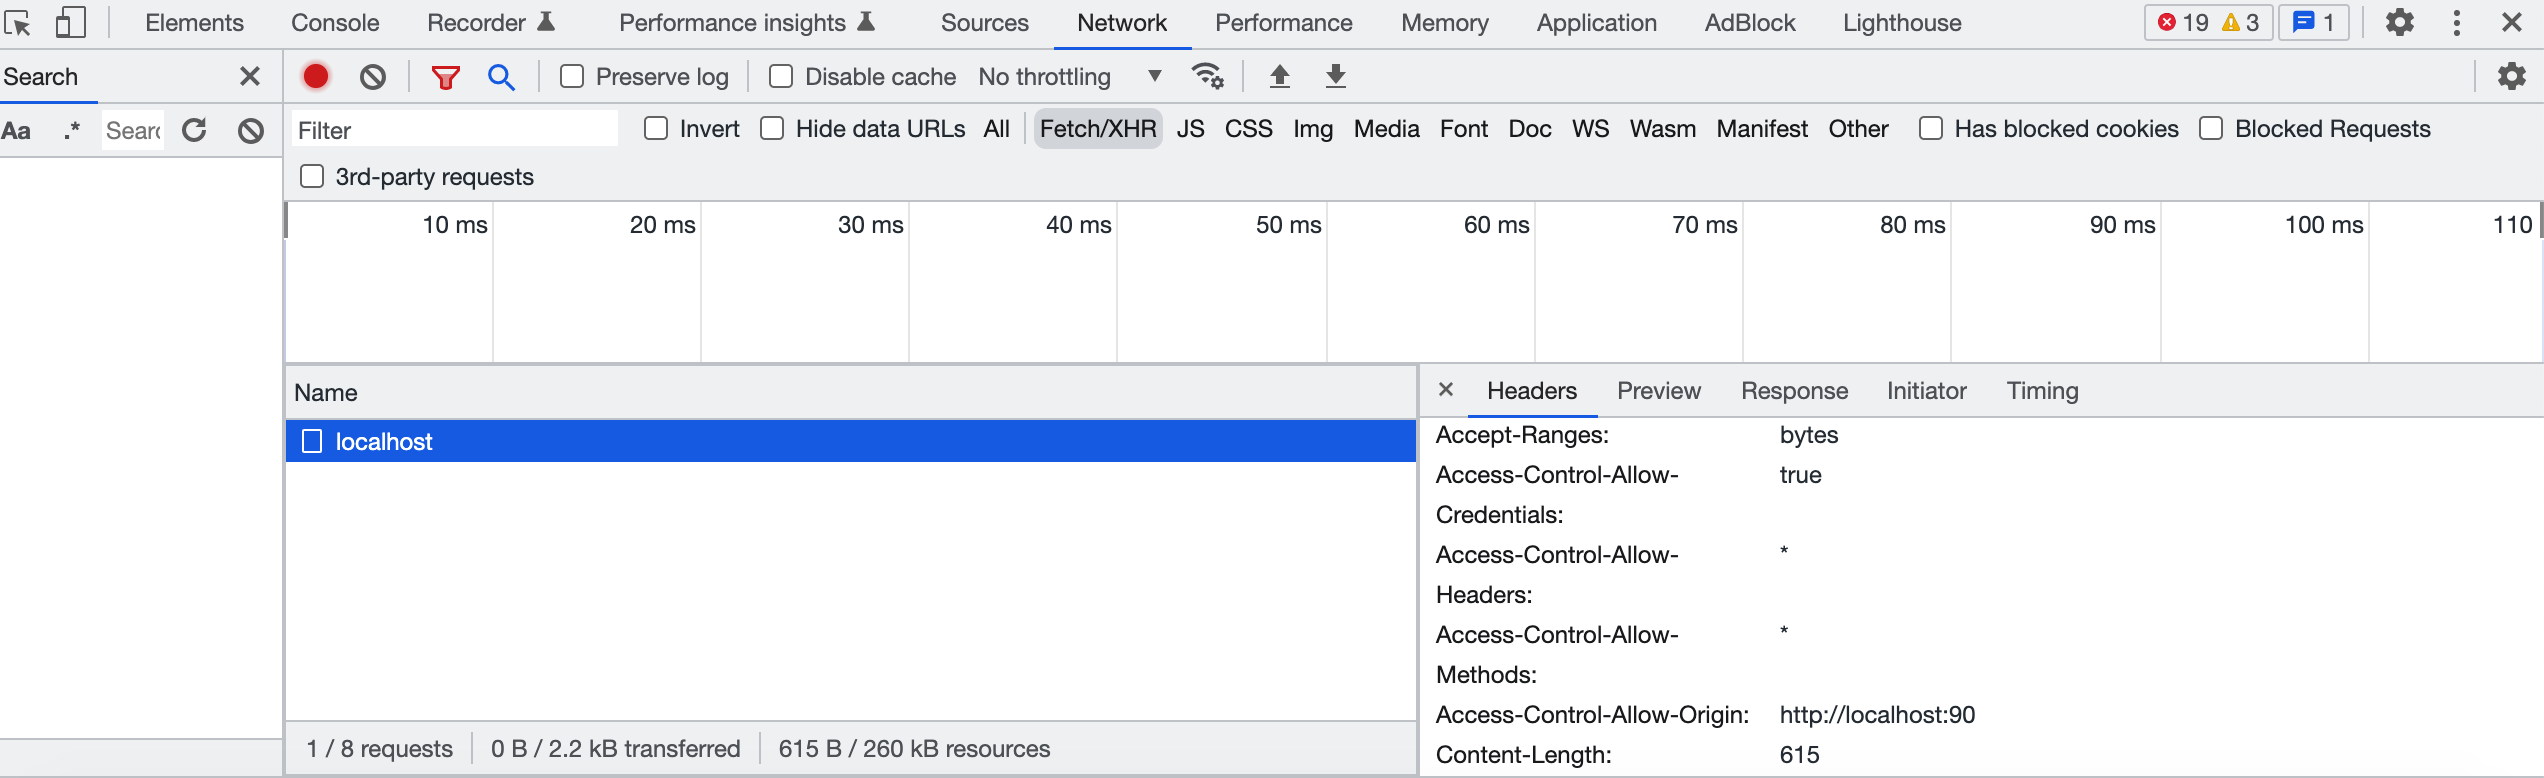 Elements Console Recorder Performance insights Sources Network Performance Memory Application AdBlock Lighthouse 19 3 1
Search Preserve log Disable cache No throttling
Aa .* Sear Filter Invert Hide data URLs All Fetch/XHR JS CSS Img Media Font Doc WS Wasm Manifest Other Has blocked cookies Blocked Requests
3rd-party requests
10 ms 20 ms 30 ms 40 ms 50 ms 60 ms 70 ms 80 ms 90 ms 100 ms 110
Name
localhost
1 / 8 requests 0 B / 2.2 kB transferred 615 B / 260 kB resources
Headers Preview Response Initiator Timing
Accept-Ranges: bytes
Access-Control-Allow- true
Credentials:
Access-Control-Allow- *
Headers:
Access-Control-Allow- *
Methods:
Access-Control-Allow-Origin: http://localhost:90
Content-Length: 615